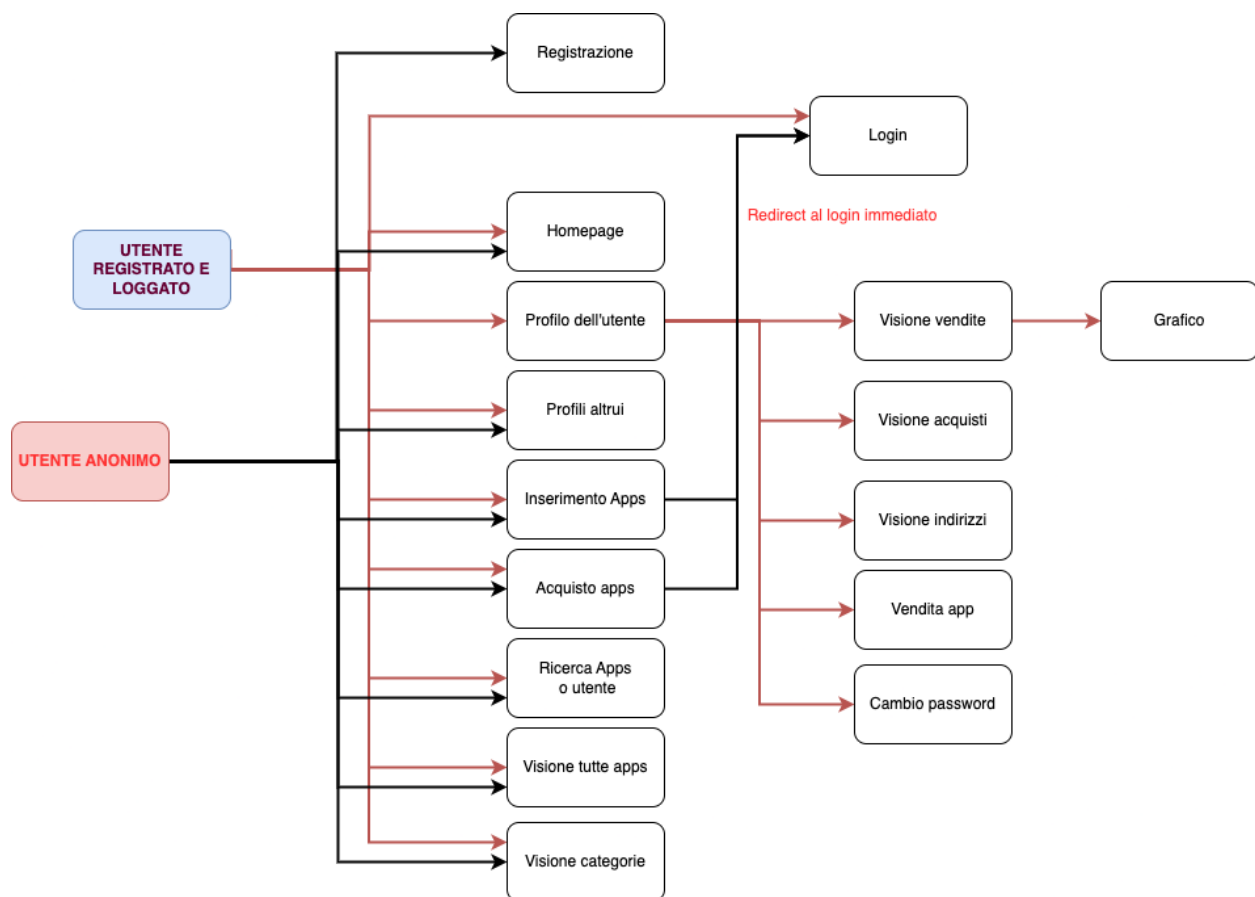 Registrazione
Login
Redirect al login immediato
Homepage
UTENTE
REGISTRATO E
LOGGATO
Profilo dell'utente
Visione vendite
Grafico
Profili altrui
Visione acquisti
UTENTE ANONIMO
Inserimento Apps
Visione indirizzi
Acquisto apps
Vendita app
Ricerca Apps
o utente
Cambio password
Visione tutte apps
Visione categorie